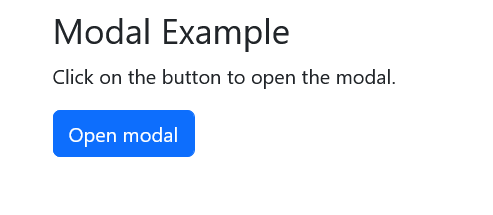 Modal Example
Click on the button to open the modal.
Open modal